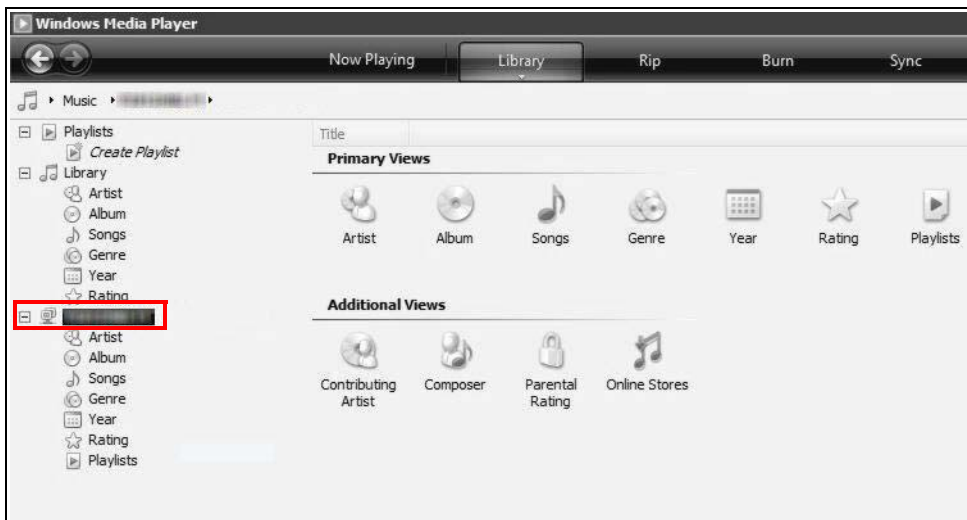 Windows Media Player
Now Playing Library Rip Burn Sync
Music
Playlists
Create Playlist
Library
Artist
Album
Songs
Genre
Year
Rating
Artist
Album
Songs
Genre
Year
Rating
Playlists
Title
Primary Views
Artist Album Songs Genre Year Rating Playlists
Additional Views
Contributing Artist Composer Parental Rating Online Stores